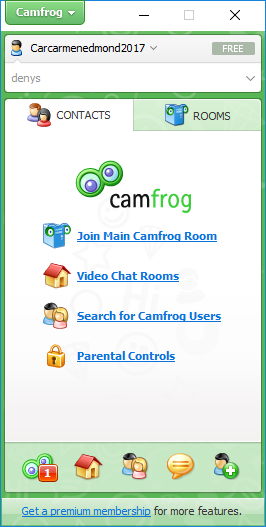 Camfrog
Carcarmenedmond2017 FREE
denys
CONTACTS ROOMS
camfrog
Join Main Camfrog Room
Video Chat Rooms
Search for Camfrog Users
Parental Controls
1
Get a premium membership for more features.